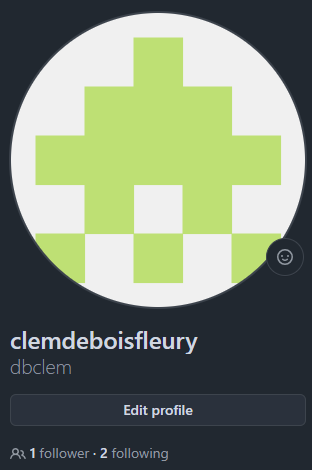 clemdeboisfleury
dbclem
Edit profile
1 follower · 2 following